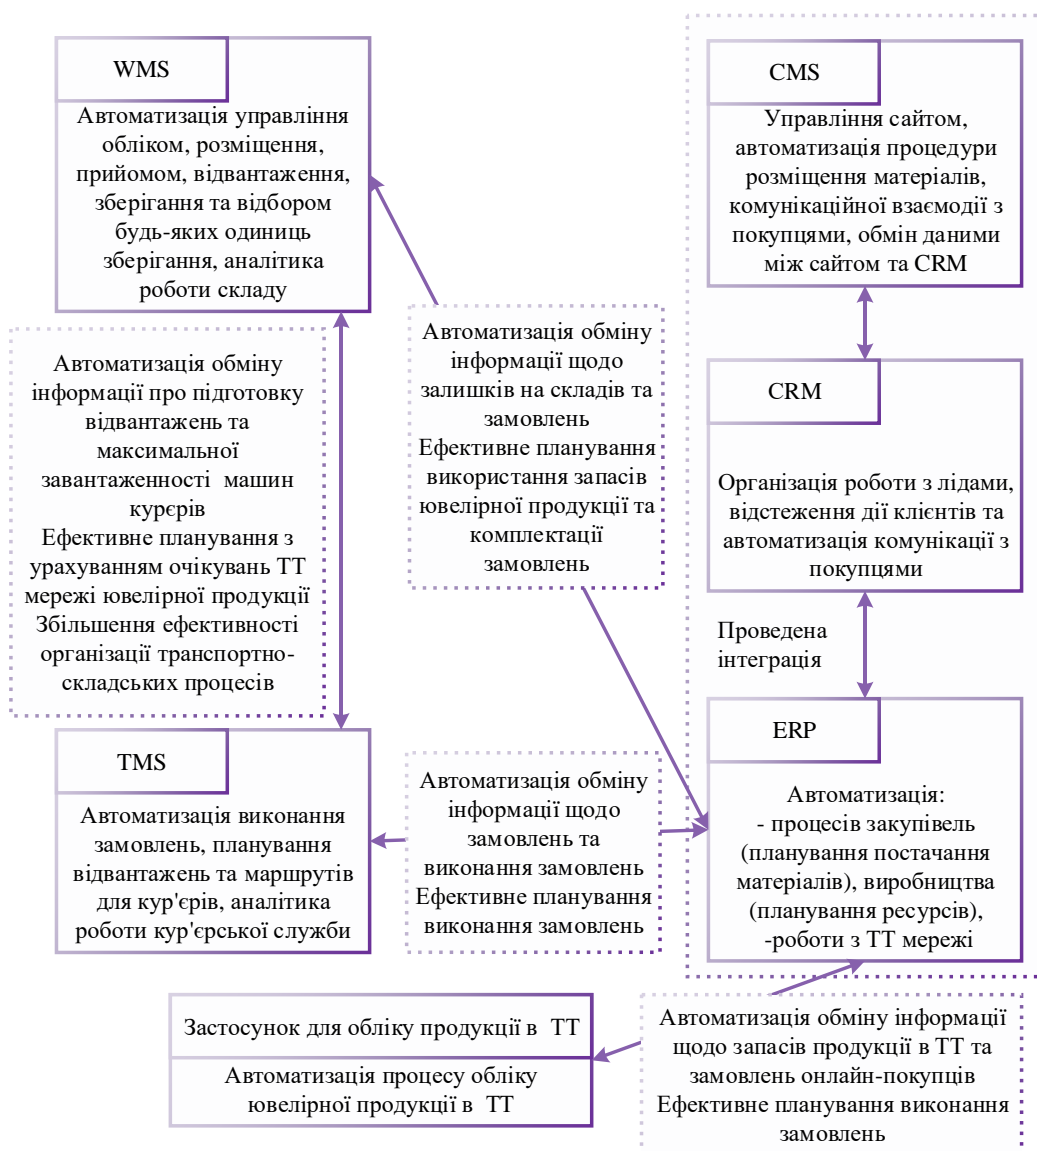 WMS
Автоматизація управління
обліком, розміщення,
прийомом, відвантаження,
зберігання та відбором
будь-яких одиниць
зберігання, аналітика
роботи складу
CMS
Управління сайтом,
автоматизація процедури
розміщення матеріалів,
комунікаційної взаємодії з
покупцями, обмін даними
між сайтом та CRM
Автоматизація обміну
інформації про підготовку
відвантажень та
максимальної
завантаженності машин
курєрів
Ефективне планування з
урахуванням очікувань ТТ
мережі ювелірної продукції
Збільшення ефективності
організації транспортно-
складських процесів
Автоматизація обміну
інформації щодо
залишків на складів та
замовлень
Ефективне планування
використання запасів
ювелірної продукції та
комплектації
замовлень
CRM
Організація роботи з лідами,
відстеження дії клієнтів та
автоматизація комунікації з
покупцями
Проведена
інтеграція
TMS
Автоматизація виконання
замовлень, планування
відвантажень та маршрутів
для кур'єрів, аналітика
роботи кур'єрської служби
Автоматизація обміну
інформації щодо
замовлень та
виконання замовлень
Ефективне планування
виконання замовлень
ERP
Автоматизація:
- процесів закупівель
(планування постачання
матеріалів), виробництва
(планування ресурсів),
-роботи з ТТ мережі
Застосунок для обліку продукції в ТТ
Автоматизація процесу обліку
ювелірної продукції в ТТ
Автоматизація обміну інформації
щодо запасів продукції в ТТ та
замовлень онлайн-покупців
Ефективне планування виконання
замовлень